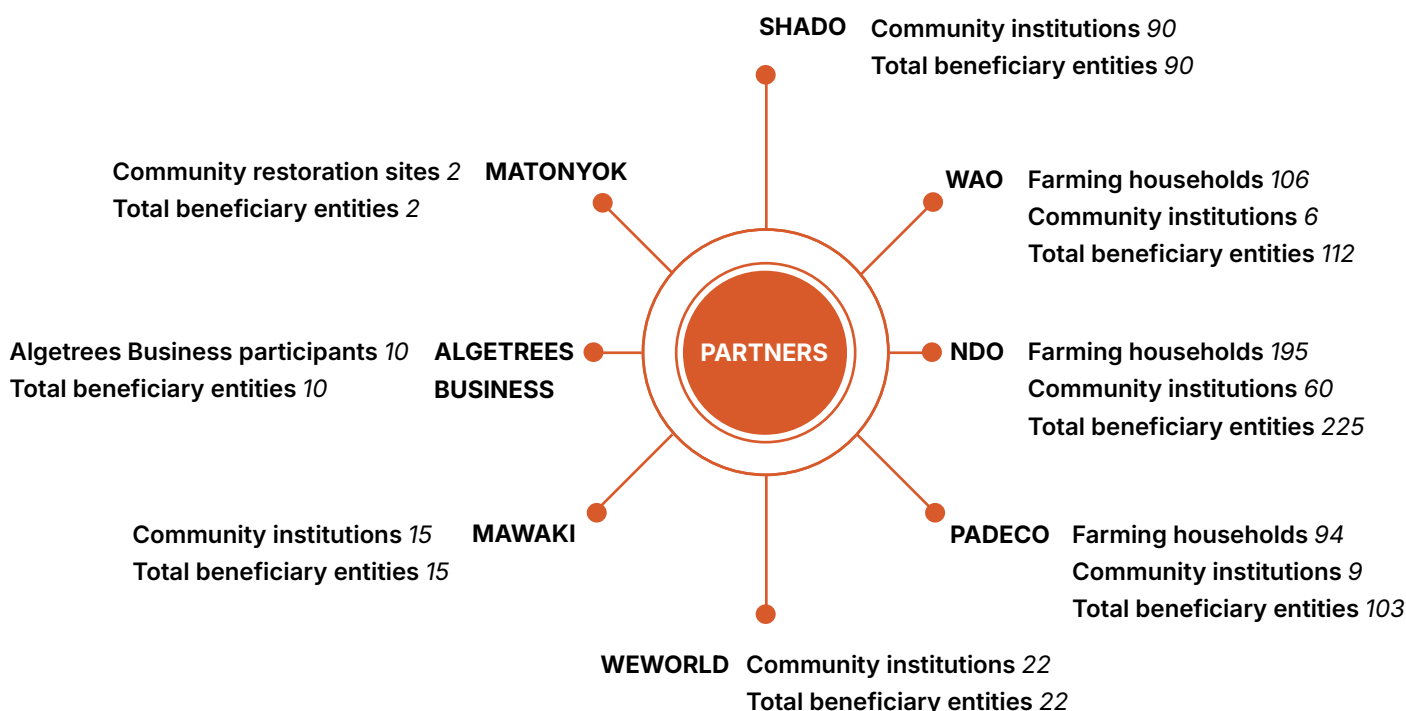 SHADO
Community institutions 90
Total beneficiary entities 90
MATONYOK
Community restoration sites 2
Total beneficiary entities 2
WAO
Farming households 106
Community institutions 6
Total beneficiary entities 112
ALGETREES
BUSINESS
Algetrees Business participants 10
Total beneficiary entities 10
PARTNERS
NDO
Farming households 195
Community institutions 60
Total beneficiary entities 225
MAWAKI
Community institutions 15
Total beneficiary entities 15
PADECO
Farming households 94
Community institutions 9
Total beneficiary entities 103
WEWORLD
Community institutions 22
Total beneficiary entities 22